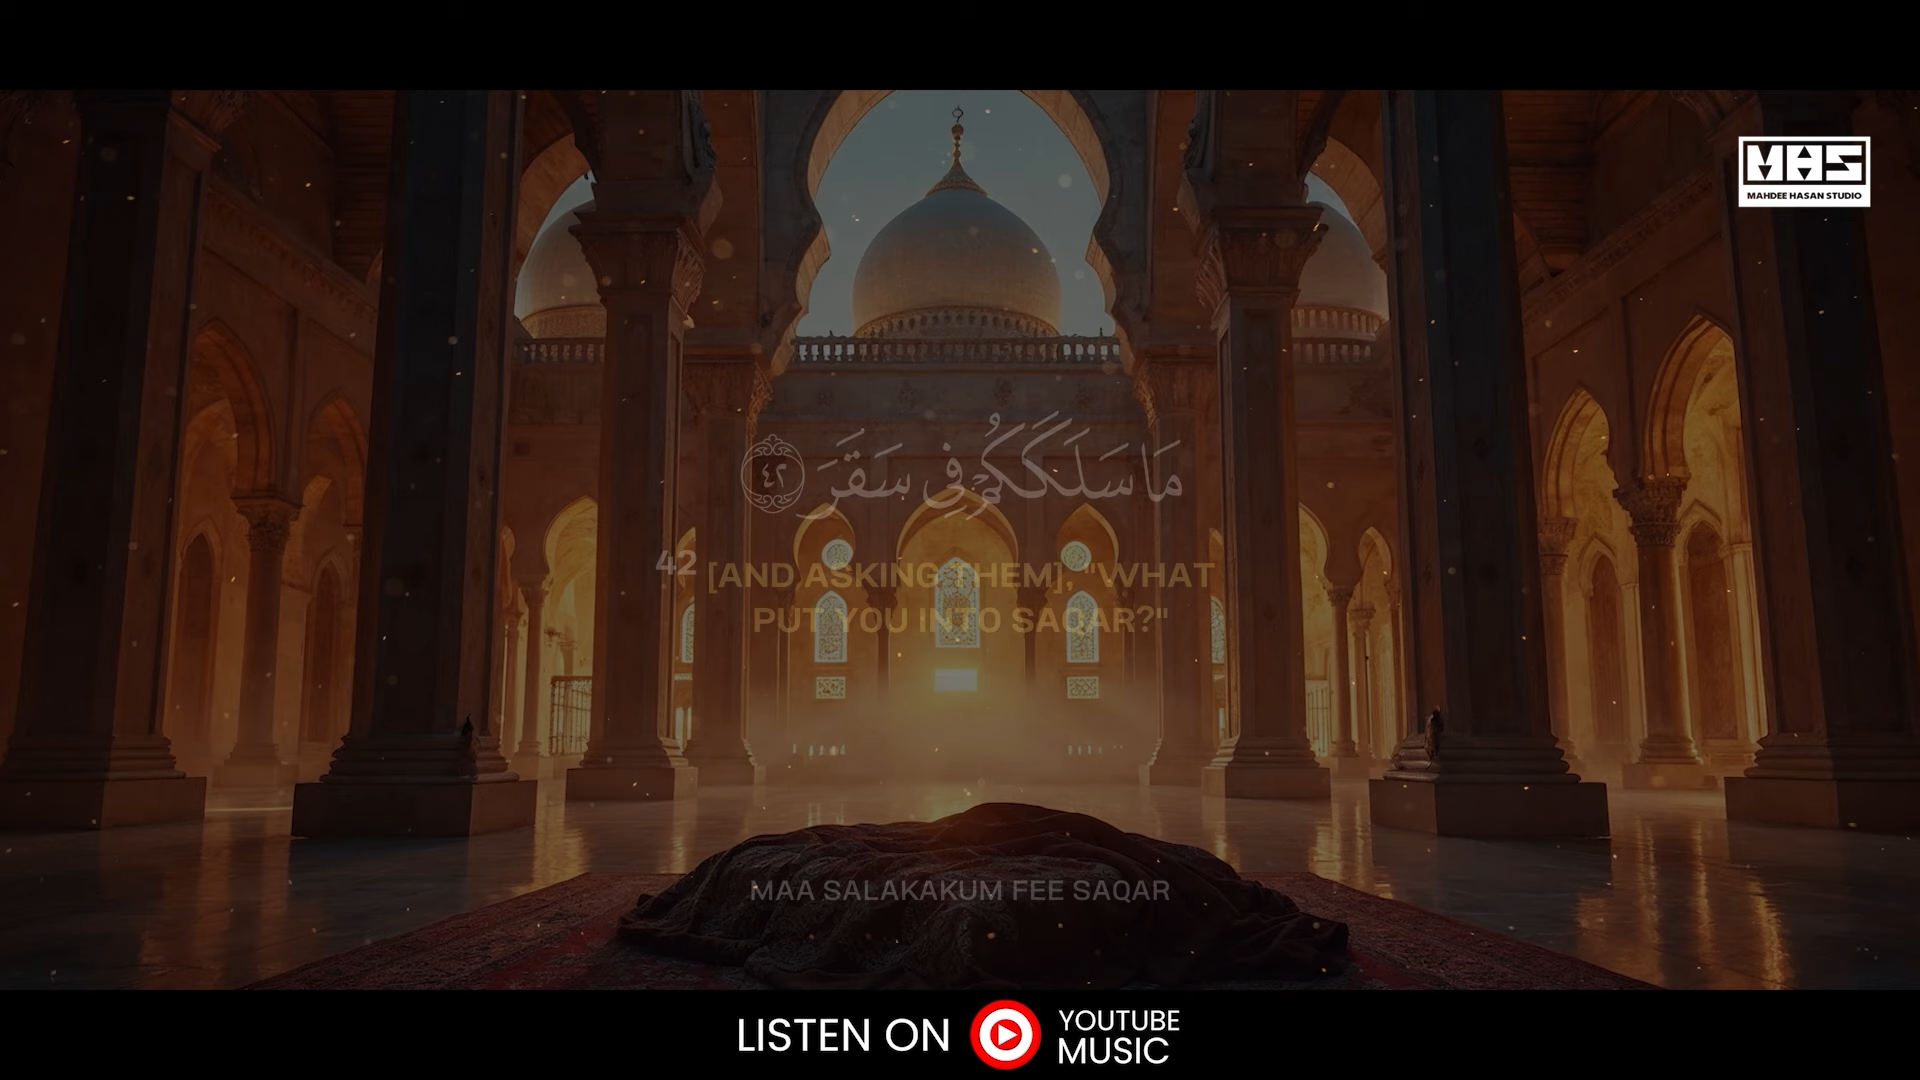 MHS
MAHDEE HASAN STUDIO
مَا سَلَكَكُمْ فِي سَقَرَ ٤٢
42 [AND ASKING THEM], "WHAT
PUT YOU INTO SAQAR?"
MAA SALAKAKUM FEE SAQAR
LISTEN ON
YOUTUBE
MUSIC